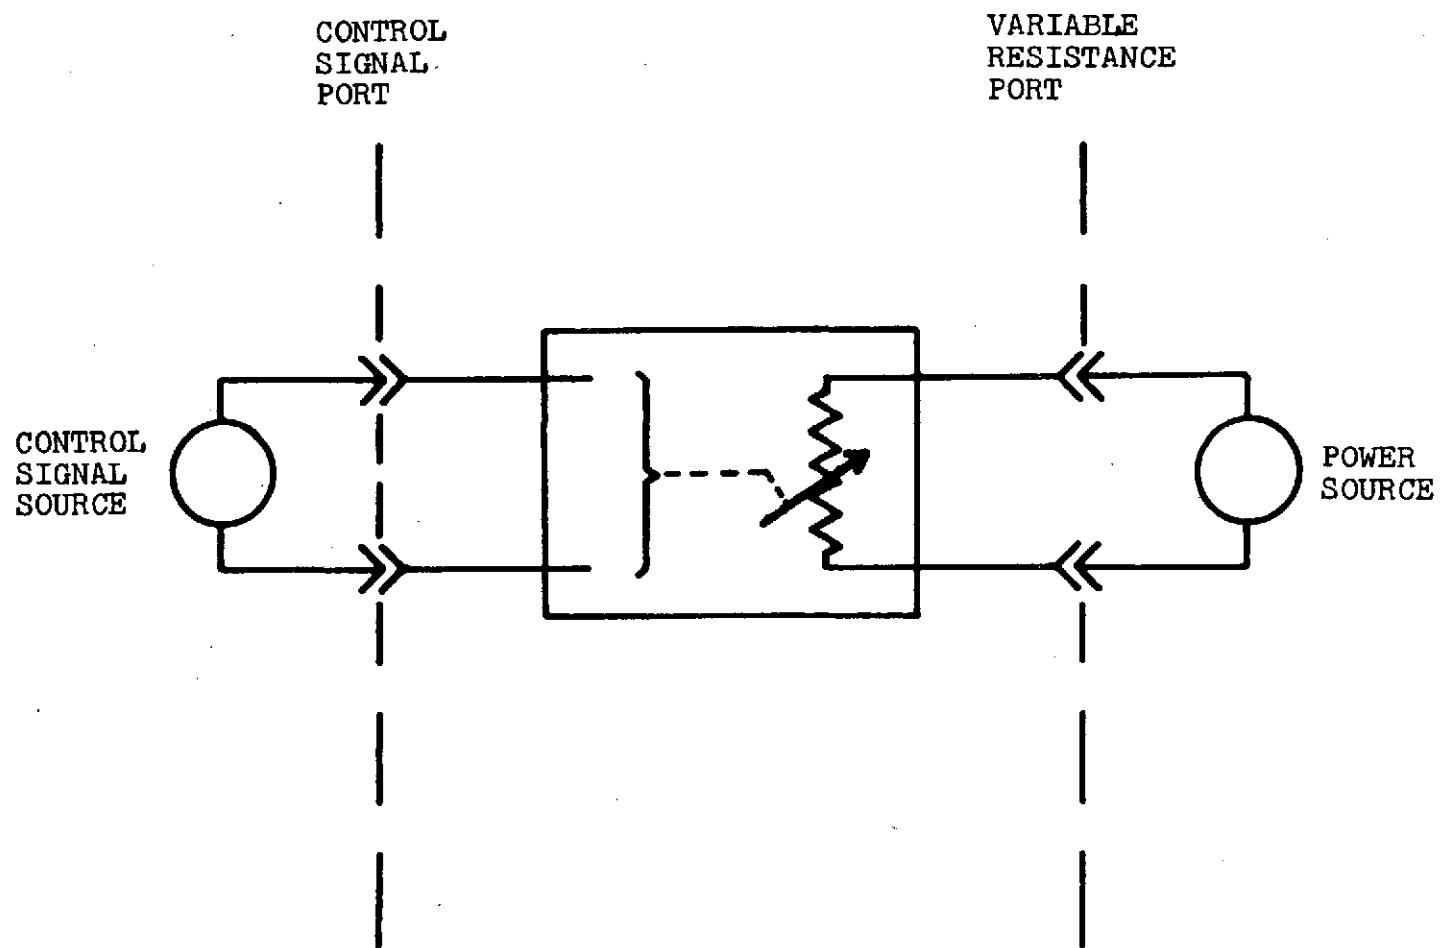 CONTROL
SIGNAL
PORT
VARIABLE
RESISTANCE
PORT
CONTROL
SIGNAL
SOURCE
POWER
SOURCE